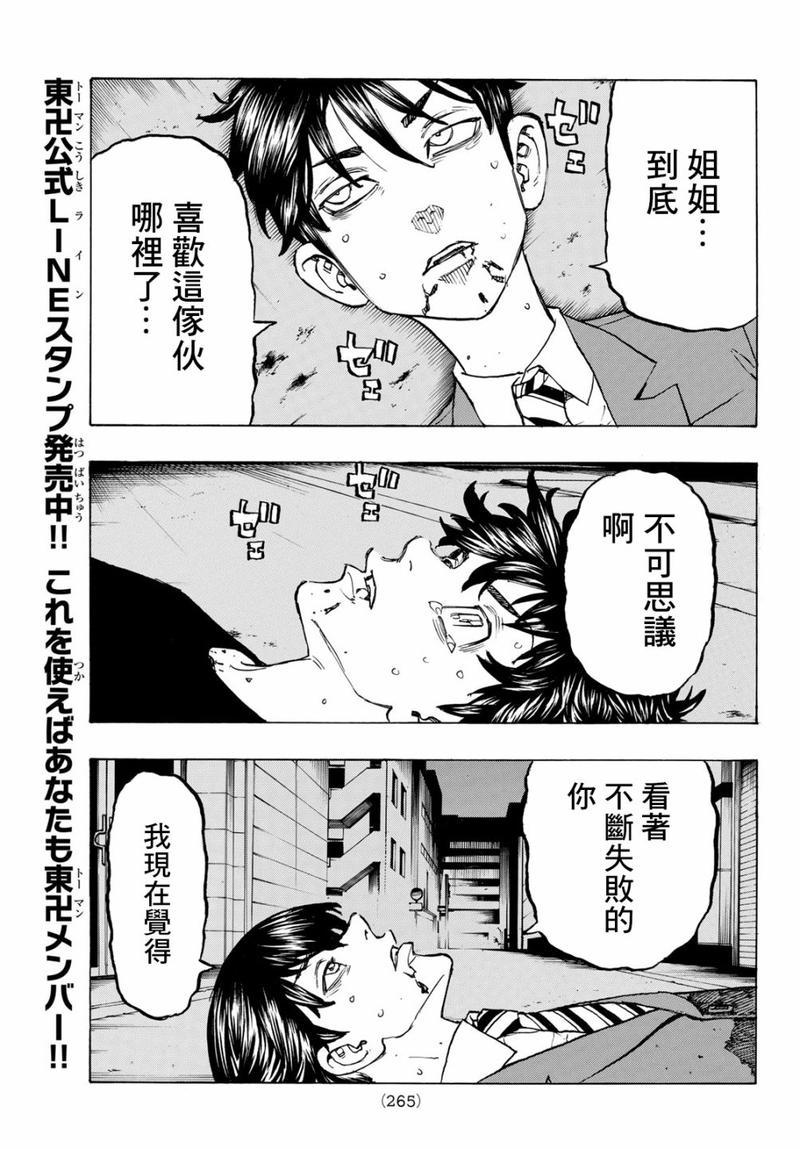 姐姐…
到底
喜歡這傢伙
哪裡了…
ゼェ
ゼェ
不可思議
啊
ゼェ
ゼェ
看著
不斷失敗的
你
我現在覺得
東卍公式LINEスタンプ発売中!! これを使えばあなたも東卍メンバー!!
トーマンこうしきラインはつばいちゅうつかトーマン
(265)